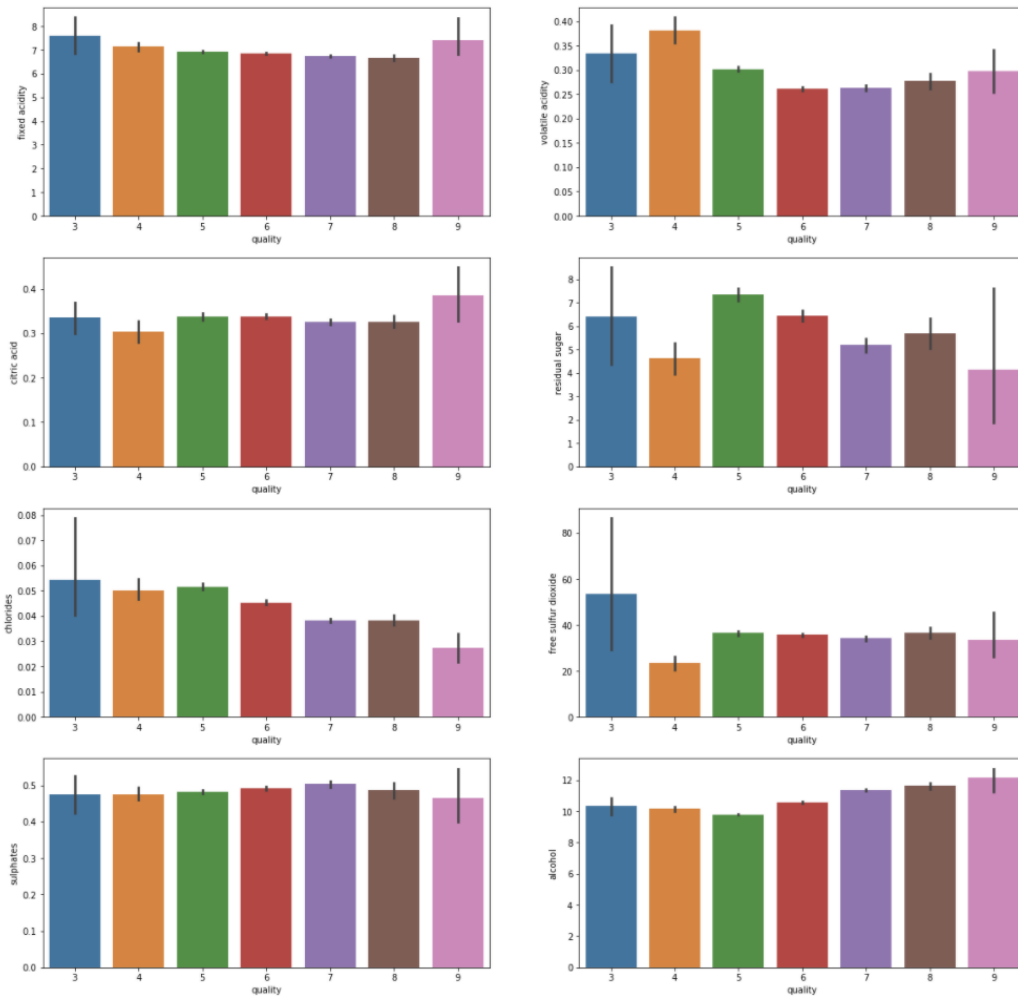 8
7
6
5
4
3
2
1
0
fixed acidity
3 4 5 6 7 8 9
quality
0.40
0.35
0.30
0.25
0.20
0.15
0.10
0.05
0.00
volatile acidity
3 4 5 6 7 8 9
quality
0.4
0.3
0.2
0.1
0.0
citric acid
3 4 5 6 7 8 9
quality
8
7
6
5
4
3
2
1
0
residual sugar
3 4 5 6 7 8 9
quality
0.08
0.07
0.06
0.05
0.04
0.03
0.02
0.01
0.00
chlorides
3 4 5 6 7 8 9
quality
80
60
40
20
0
free sulfur dioxide
3 4 5 6 7 8 9
quality
0.5
0.4
0.3
0.2
0.1
0.0
sulphates
3 4 5 6 7 8 9
quality
12
10
8
6
4
2
0
alcohol
3 4 5 6 7 8 9
quality